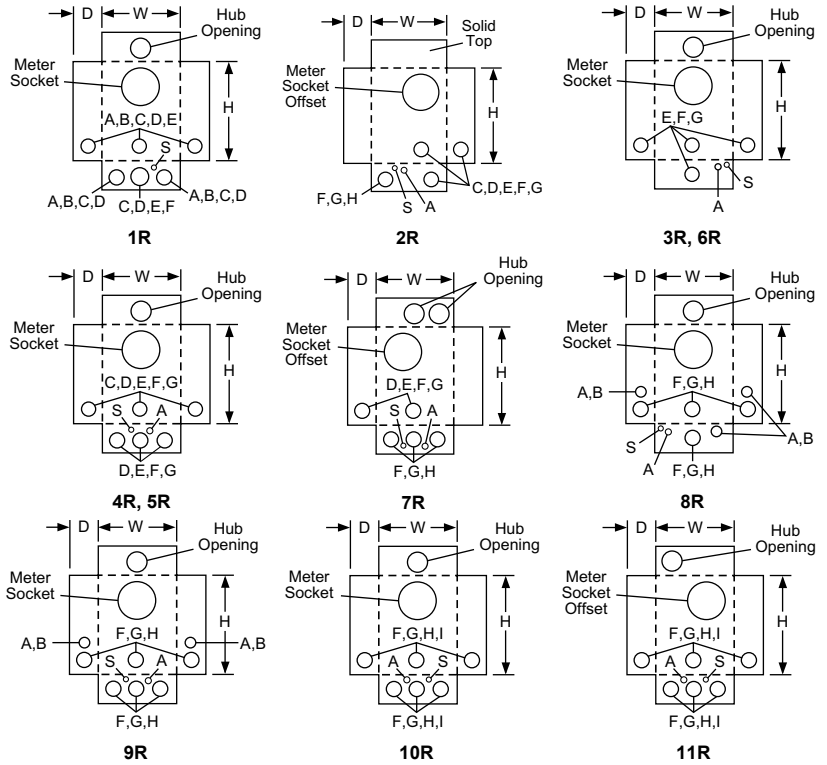 D W Hub Opening
Meter Socket
H
A,B,C,D,E
S
A,B,C,D
C,D,E,F
A,B,C,D
1R
D W Solid Top
Meter Socket Offset
H
F,G,H
S
A
C,D,E,F,G
2R
D W Hub Opening
Meter Socket
H
E,F,G
S
A
3R, 6R
D W Hub Opening
Meter Socket
H
C,D,E,F,G
S A
D,E,F,G
4R, 5R
D W Hub Opening
Meter Socket Offset
H
D,E,F,G
S A
F,G,H
7R
D W Hub Opening
Meter Socket
H
A,B
F,G,H
S
A
F,G,H
A,B
8R
D W Hub Opening
Meter Socket
H
F,G,H
A,B
A,B
S A
F,G,H
9R
D W Hub Opening
Meter Socket
H
F,G,H,I
A S
F,G,H,I
10R
D W Hub Opening
Meter Socket Offset
H
F,G,H,I
A S
F,G,H,I
11R